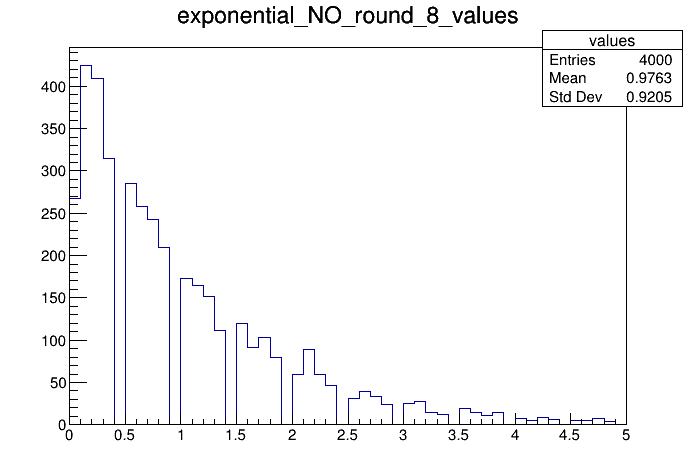 exponential_NO_round_8_values
values
Entries 4000
Mean 0.9763
Std Dev 0.9205
400
350
300
250
200
150
100
50
0
0 0.5 1 1.5 2 2.5 3 3.5 4 4.5 5